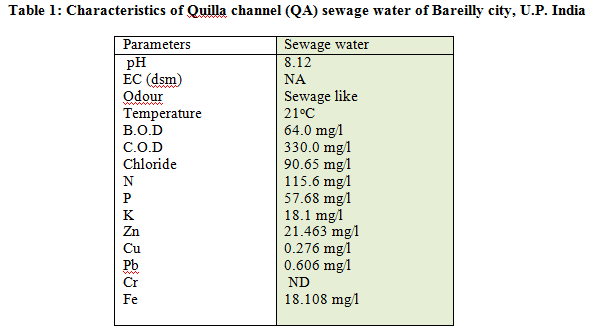 Table 1: Characteristics of Quilla channel (QA) sewage water of Bareilly city, U.P. India
Parameters Sewage water
pH 8.12
EC (dsm) NA
Odour Sewage like
Temperature 21°C
B.O.D 64.0 mg/l
C.O.D 330.0 mg/l
Chloride 90.65 mg/l
N 115.6 mg/l
P 57.68 mg/l
K 18.1 mg/l
Zn 21.463 mg/l
Cu 0.276 mg/l
Pb 0.606 mg/l
Cr ND
Fe 18.108 mg/l